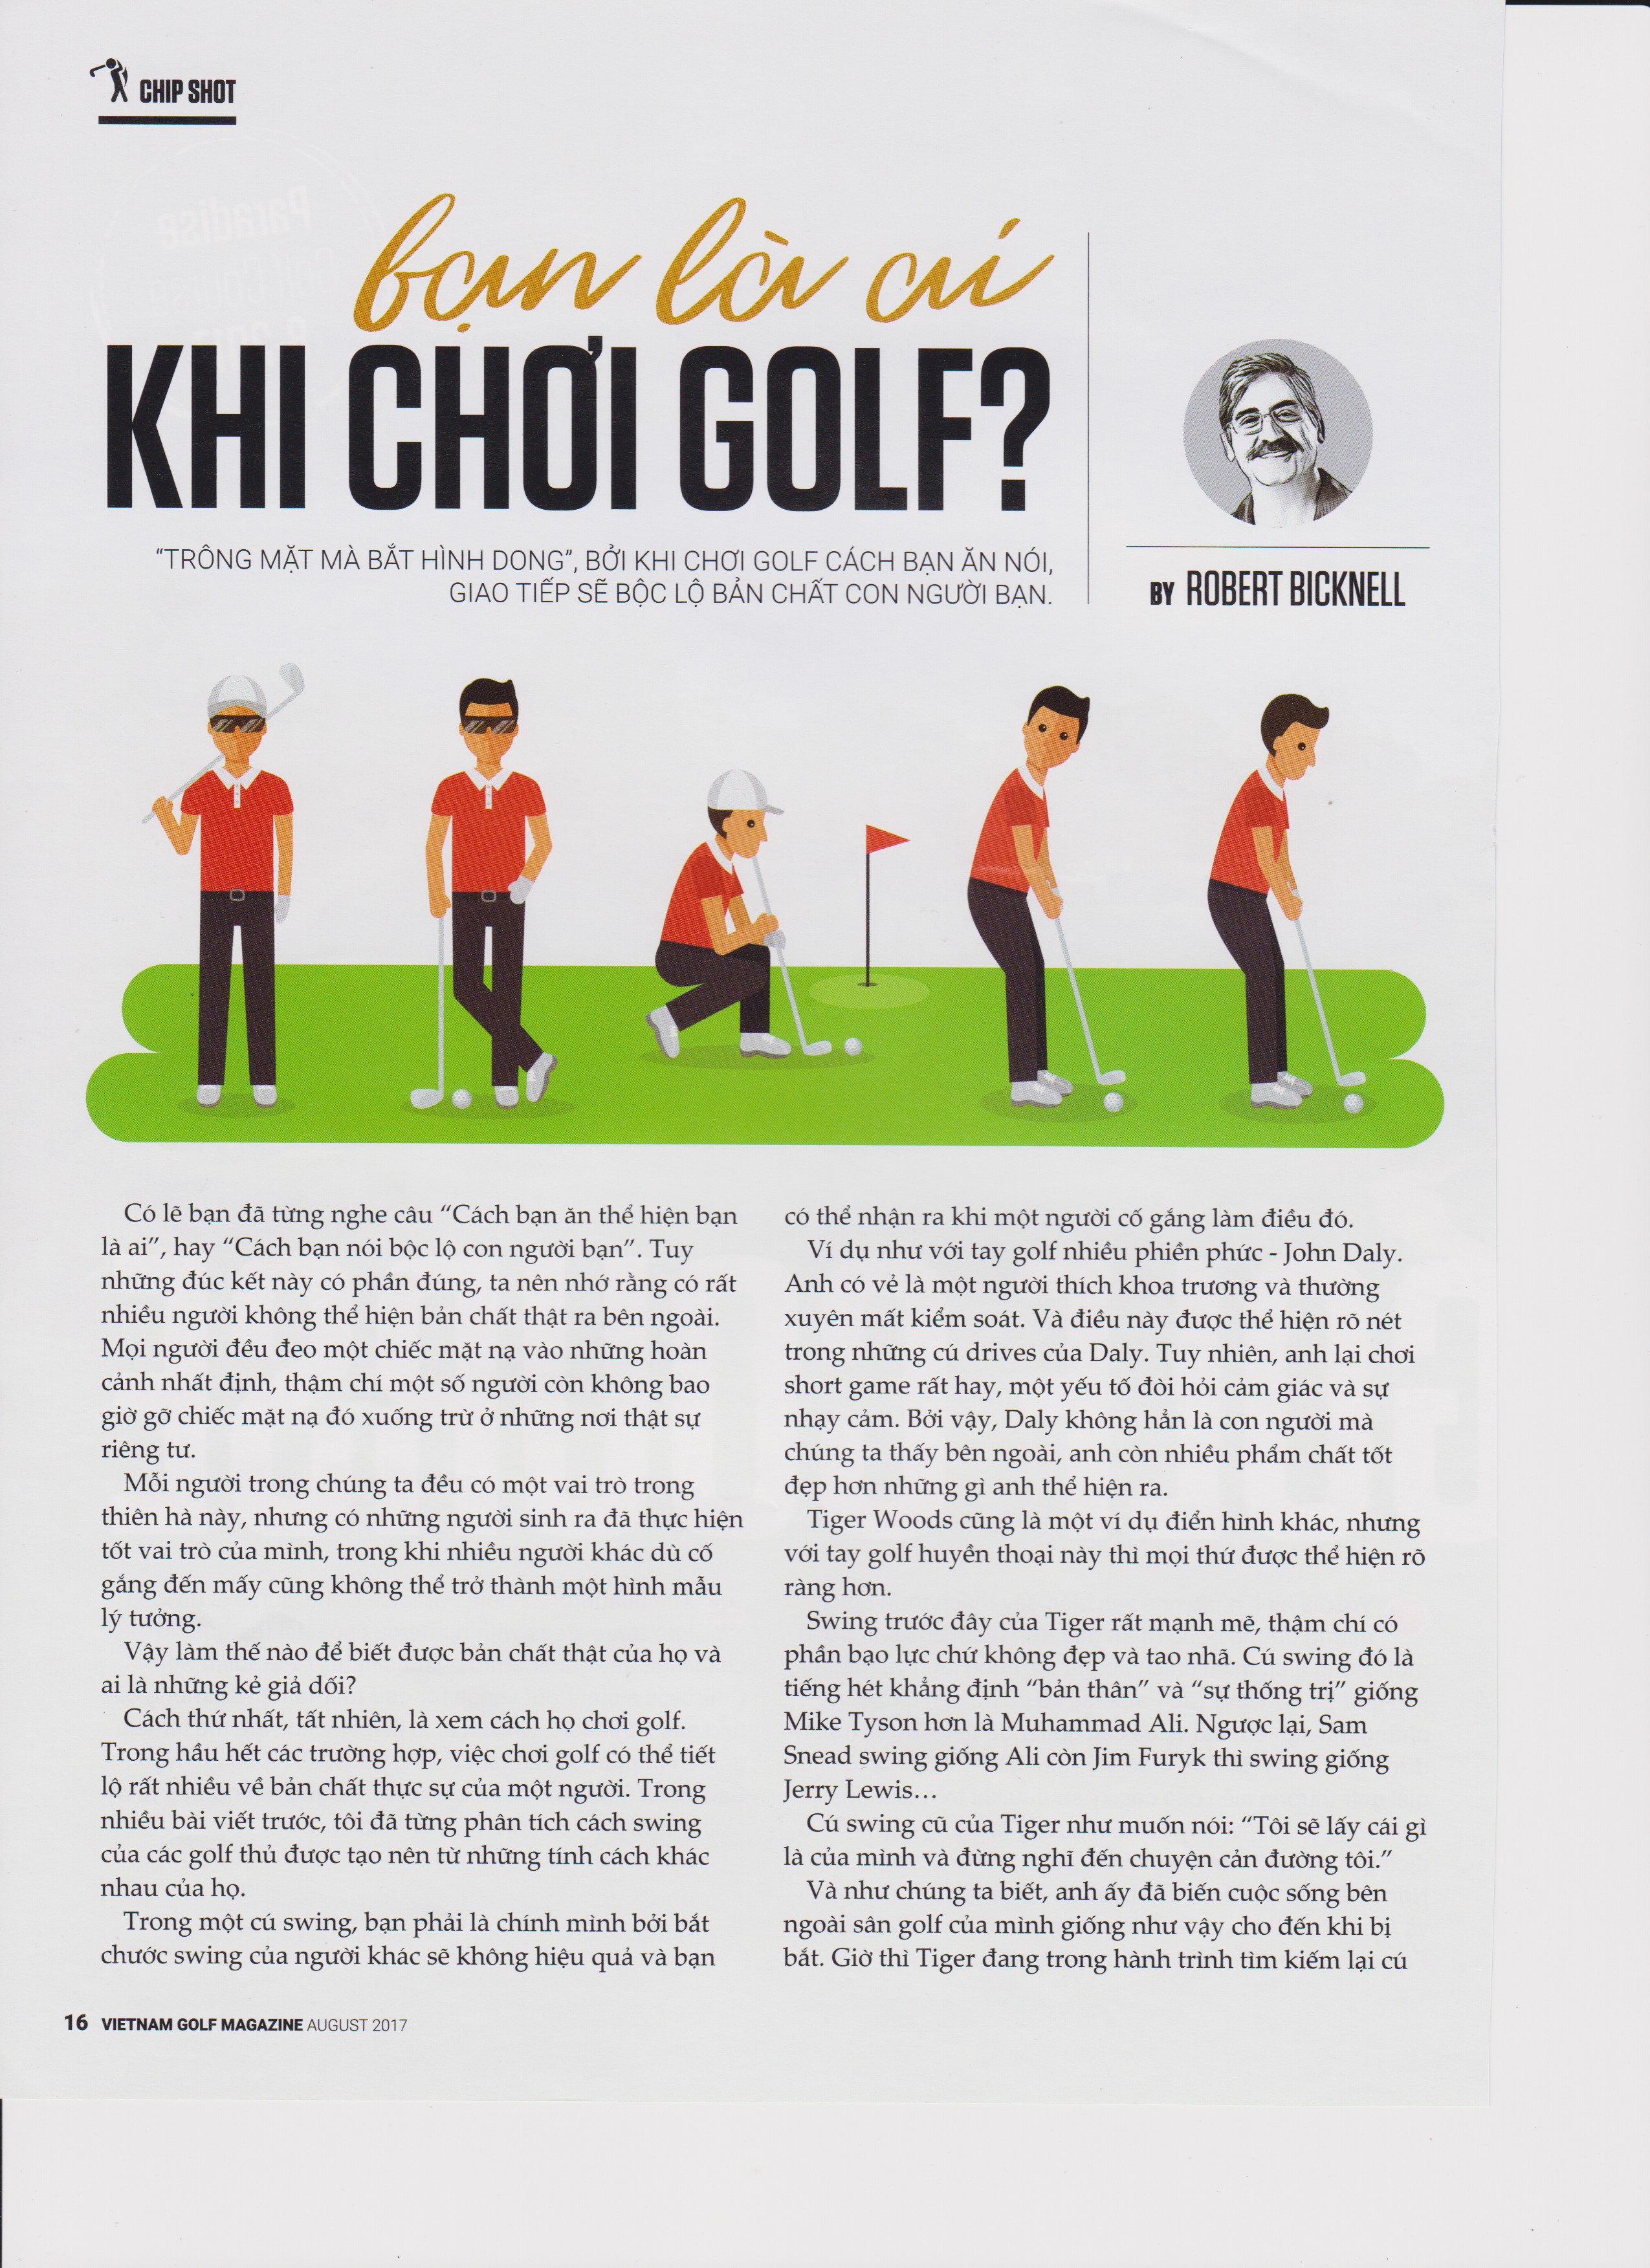 CHIP SHOT
bạn là ai
KHI CHƠI GOLF?
“TRÔNG MẶT MÀ BẮT HÌNH DONG”, BỞI KHI CHƠI GOLF CÁCH BẠN ĂN NÓI,
GIAO TIẾP SẼ BỘC LỘ BẢN CHẤT CON NGƯỜI BẠN.
BY ROBERT BICKNELL
Có lẽ bạn đã từng nghe câu “Cách bạn ăn thể hiện bạn
là ai”, hay “Cách bạn nói bộc lộ con người bạn”. Tuy
những đúc kết này có phần đúng, ta nên nhớ rằng có rất
nhiều người không thể hiện bản chất thật ra bên ngoài.
Mọi người đều đeo một chiếc mặt nạ vào những hoàn
cảnh nhất định, thậm chí một số người còn không bao
giờ gỡ chiếc mặt nạ đó xuống trừ ở những nơi thật sự
riêng tư.
Mỗi người trong chúng ta đều có một vai trò trong
thiên hà này, nhưng có những người sinh ra đã thực hiện
tốt vai trò của mình, trong khi nhiều người khác dù cố
gắng đến mấy cũng không thể trở thành một hình mẫu
lý tưởng.
Vậy làm thế nào để biết được bản chất thật của họ và
ai là những kẻ giả dối?
Cách thứ nhất, tất nhiên, là xem cách họ chơi golf.
Trong hầu hết các trường hợp, việc chơi golf có thể tiết
lộ rất nhiều về bản chất thực sự của một người. Trong
nhiều bài viết trước, tôi đã từng phân tích cách swing
của các golf thủ được tạo nên từ những tính cách khác
nhau của họ.
Trong một cú swing, bạn phải là chính mình bởi bắt
chước swing của người khác sẽ không hiệu quả và bạn
có thể nhận ra khi một người cố gắng làm điều đó.
Ví dụ như với tay golf nhiều phiền phức - John Daly.
Anh có vẻ là một người thích khoa trương và thường
xuyên mất kiểm soát. Và điều này được thể hiện rõ nét
trong những cú drives của Daly. Tuy nhiên, anh lại chơi
short game rất hay, một yếu tố đòi hỏi cảm giác và sự
nhạy cảm. Bởi vậy, Daly không hẳn là con người mà
chúng ta thấy bên ngoài, anh còn nhiều phẩm chất tốt
đẹp hơn những gì anh thể hiện ra.
Tiger Woods cũng là một ví dụ điển hình khác, nhưng
với tay golf huyền thoại này thì mọi thứ được thể hiện rõ
ràng hơn.
Swing trước đây của Tiger rất mạnh mẽ, thậm chí có
phần bạo lực chứ không đẹp và tao nhã. Cú swing đó là
tiếng hét khẳng định “bản thân” và “sự thống trị” giống
Mike Tyson hơn là Muhammad Ali. Ngược lại, Sam
Snead swing giống Ali còn Jim Furyk thì swing giống
Jerry Lewis…
Cú swing cũ của Tiger như muốn nói: “Tôi sẽ lấy cái gì
là của mình và đừng nghĩ đến chuyện cản đường tôi.”
Và như chúng ta biết, anh ấy đã biến cuộc sống bên
ngoài sân golf của mình giống như vậy cho đến khi bị
bắt. Giờ thì Tiger đang trong hành trình tìm kiếm lại cú
16 VIETNAM GOLF MAGAZINE AUGUST 2017